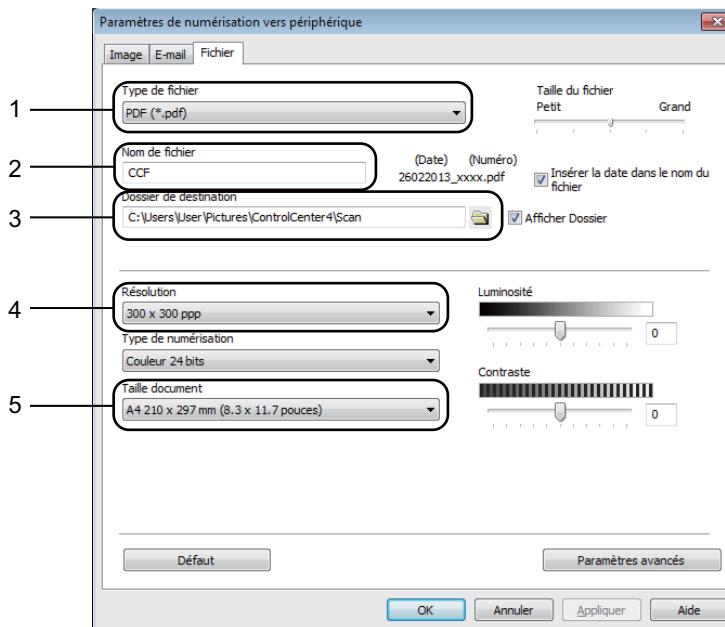 Paramètres de numérisation vers périphérique
Image E-mail Fichier
1
Type de fichier
PDF (*.pdf)
Taille du fichier
Petit Grand
2
Nom de fichier
CCF
(Date) (Numéro)
26022013_xxxx.pdf
Insérer la date dans le nom du
fichier
3
Dossier de destination
C:\Users\User\Pictures\ControlCenter4\Scan
Afficher Dossier
4
Résolution
300 x 300 ppp
Luminosité
0
Type de numérisation
Couleur 24 bits
Contraste
0
5
Taille document
A4 210 x 297 mm (8.3 x 11.7 pouces)
Défaut
Paramètres avancés
OK Annuler Appliquer Aide